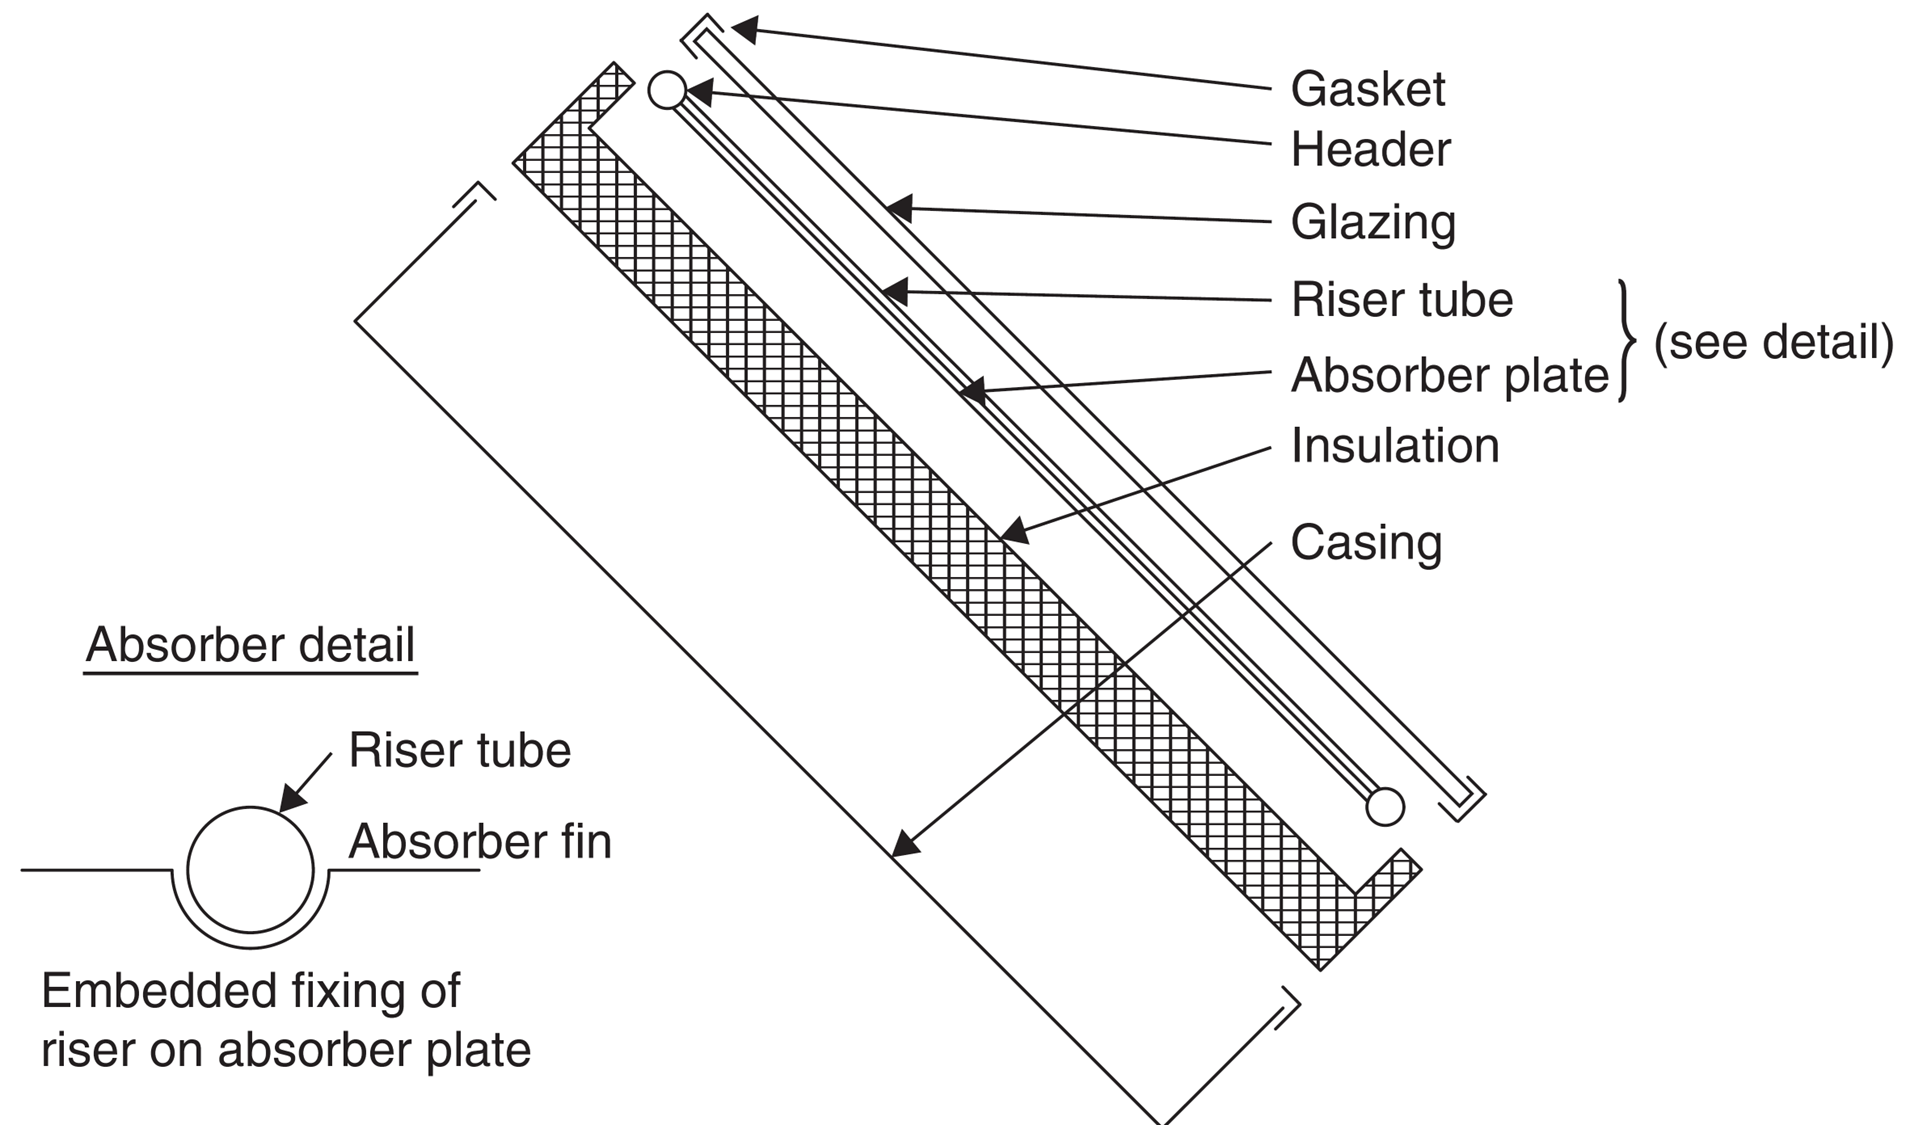 Gasket
Header
Glazing
Riser tube
(see detail)
Absorber plate
Insulation
Casing
Absorber detail
Riser tube
Absorber fin
Embedded fixing of
riser on absorber plate